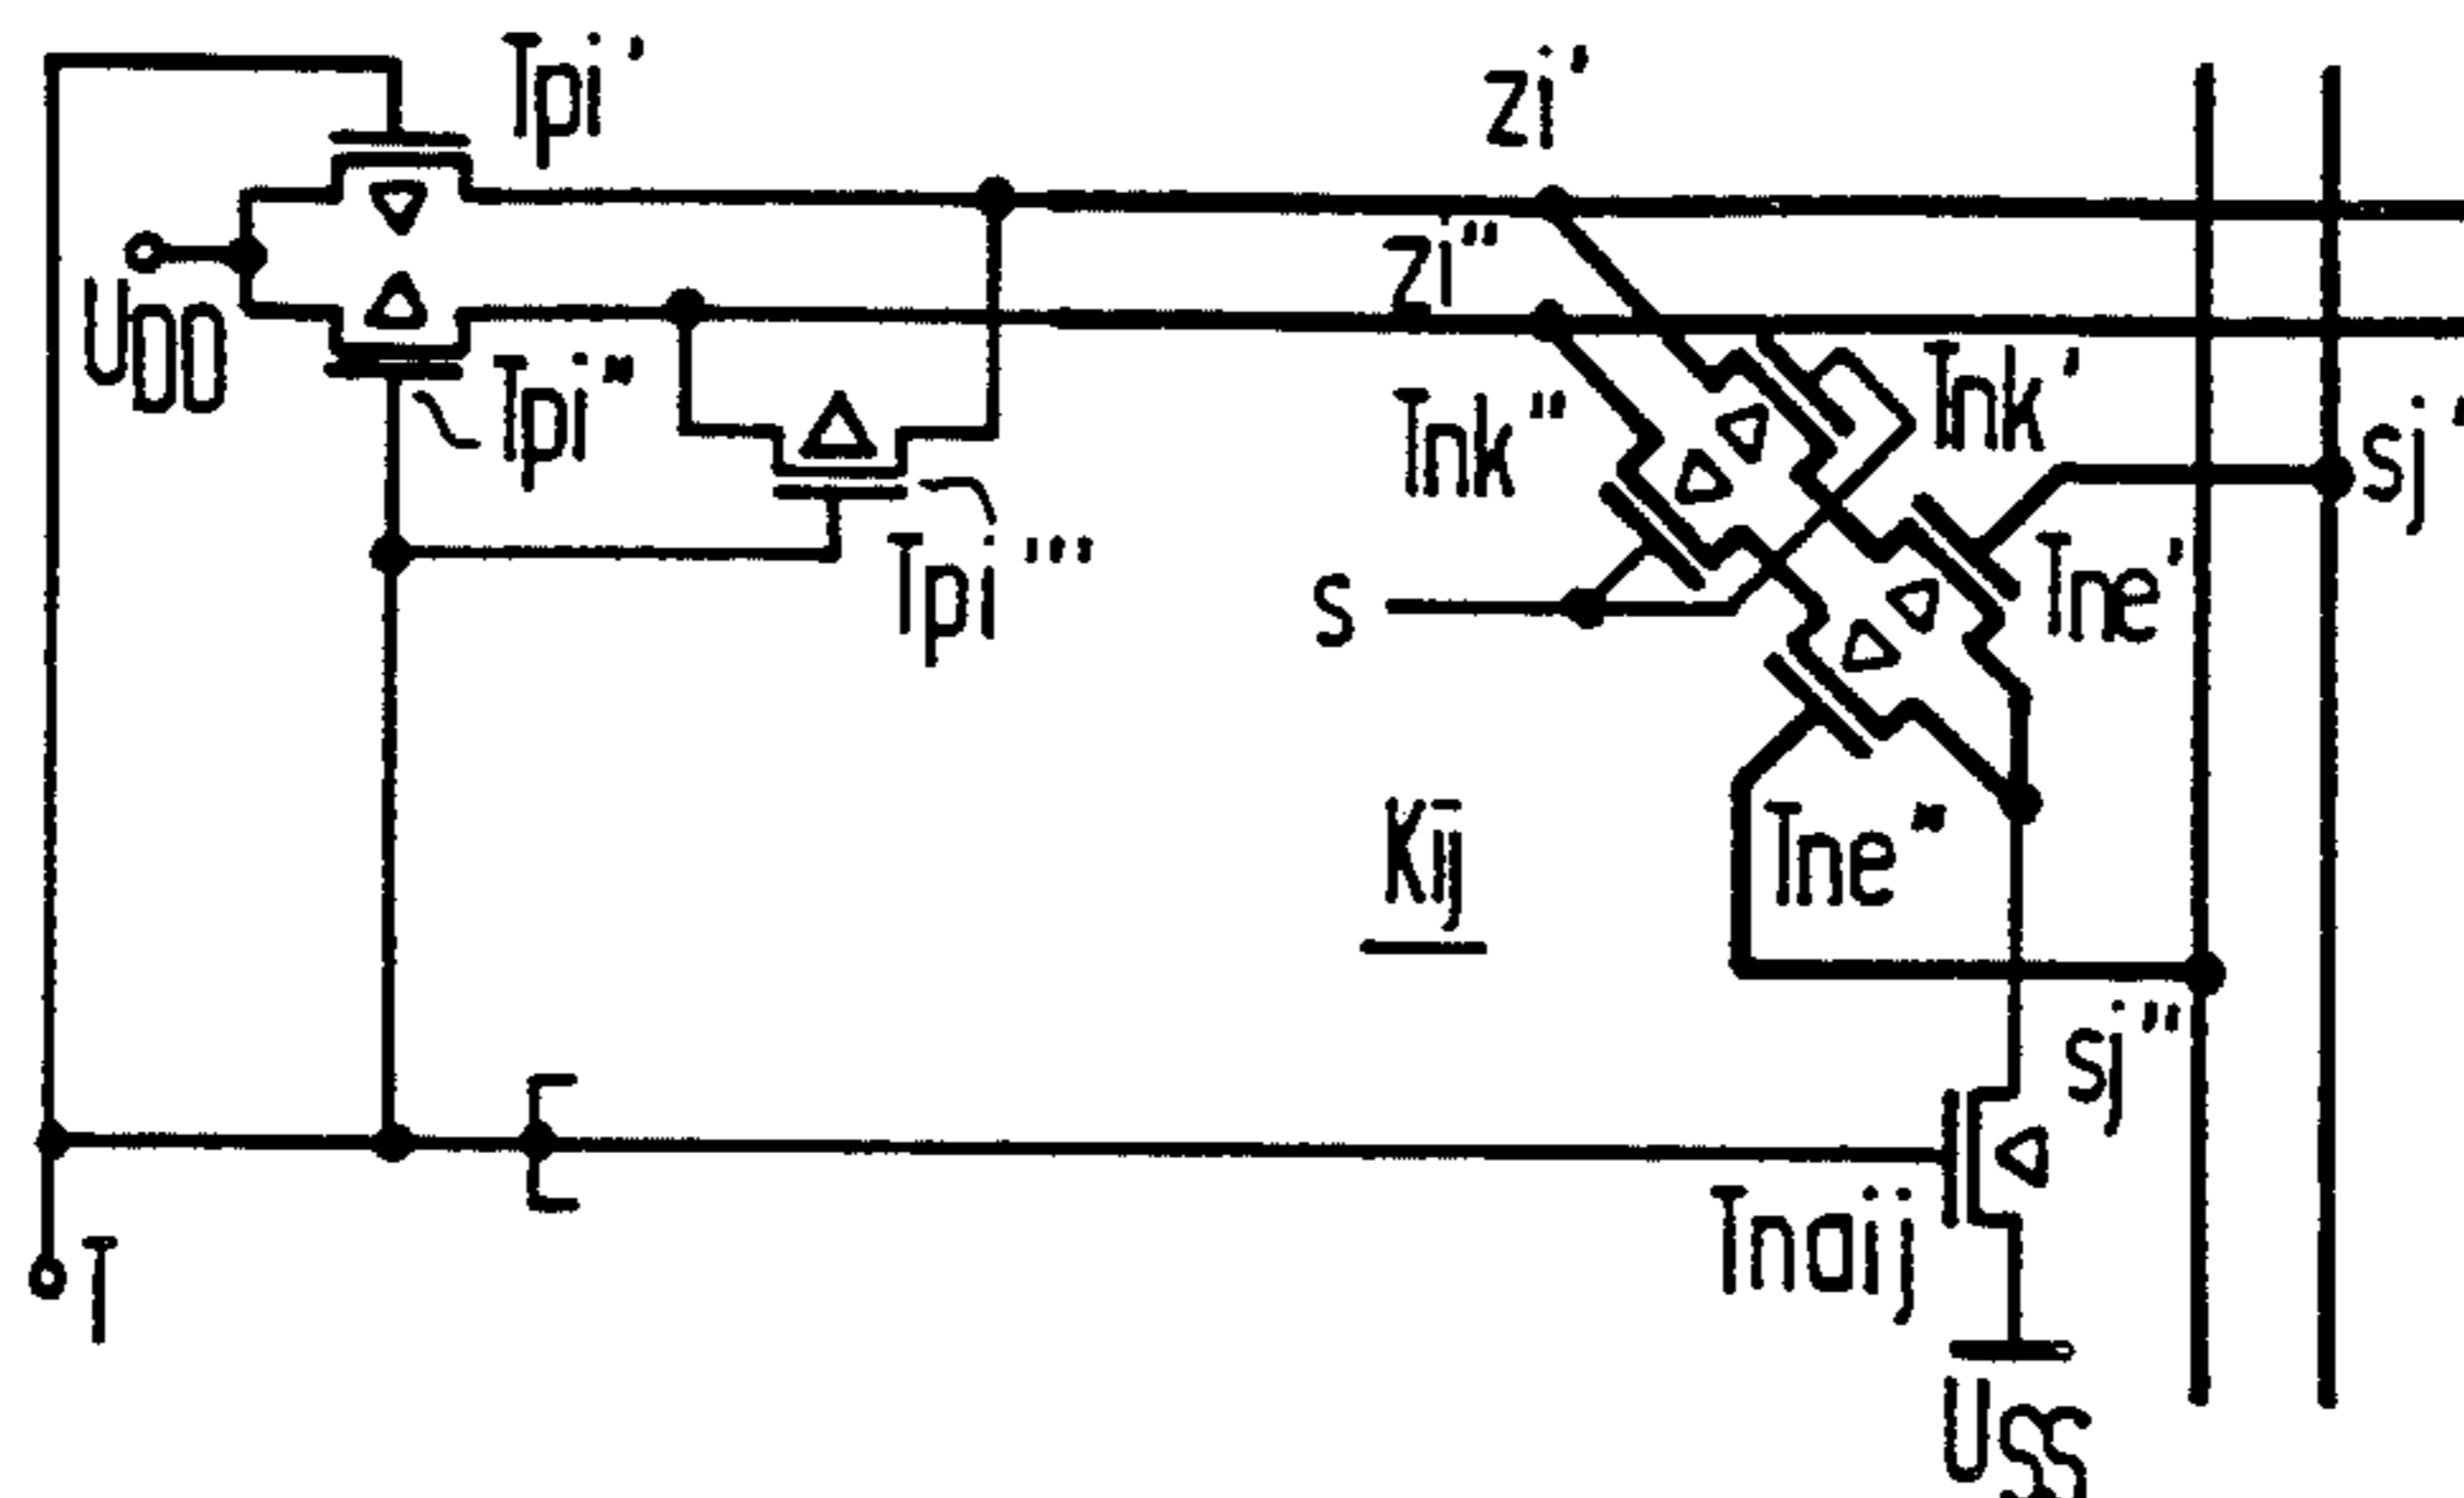 Tpi'
zi'
zi"
UDD
Tpi"
Tnk"
Tnk'
sj'
Tpi"'
s
Tne'
Kij
Tne"
sj"
T
Tnaij
USS